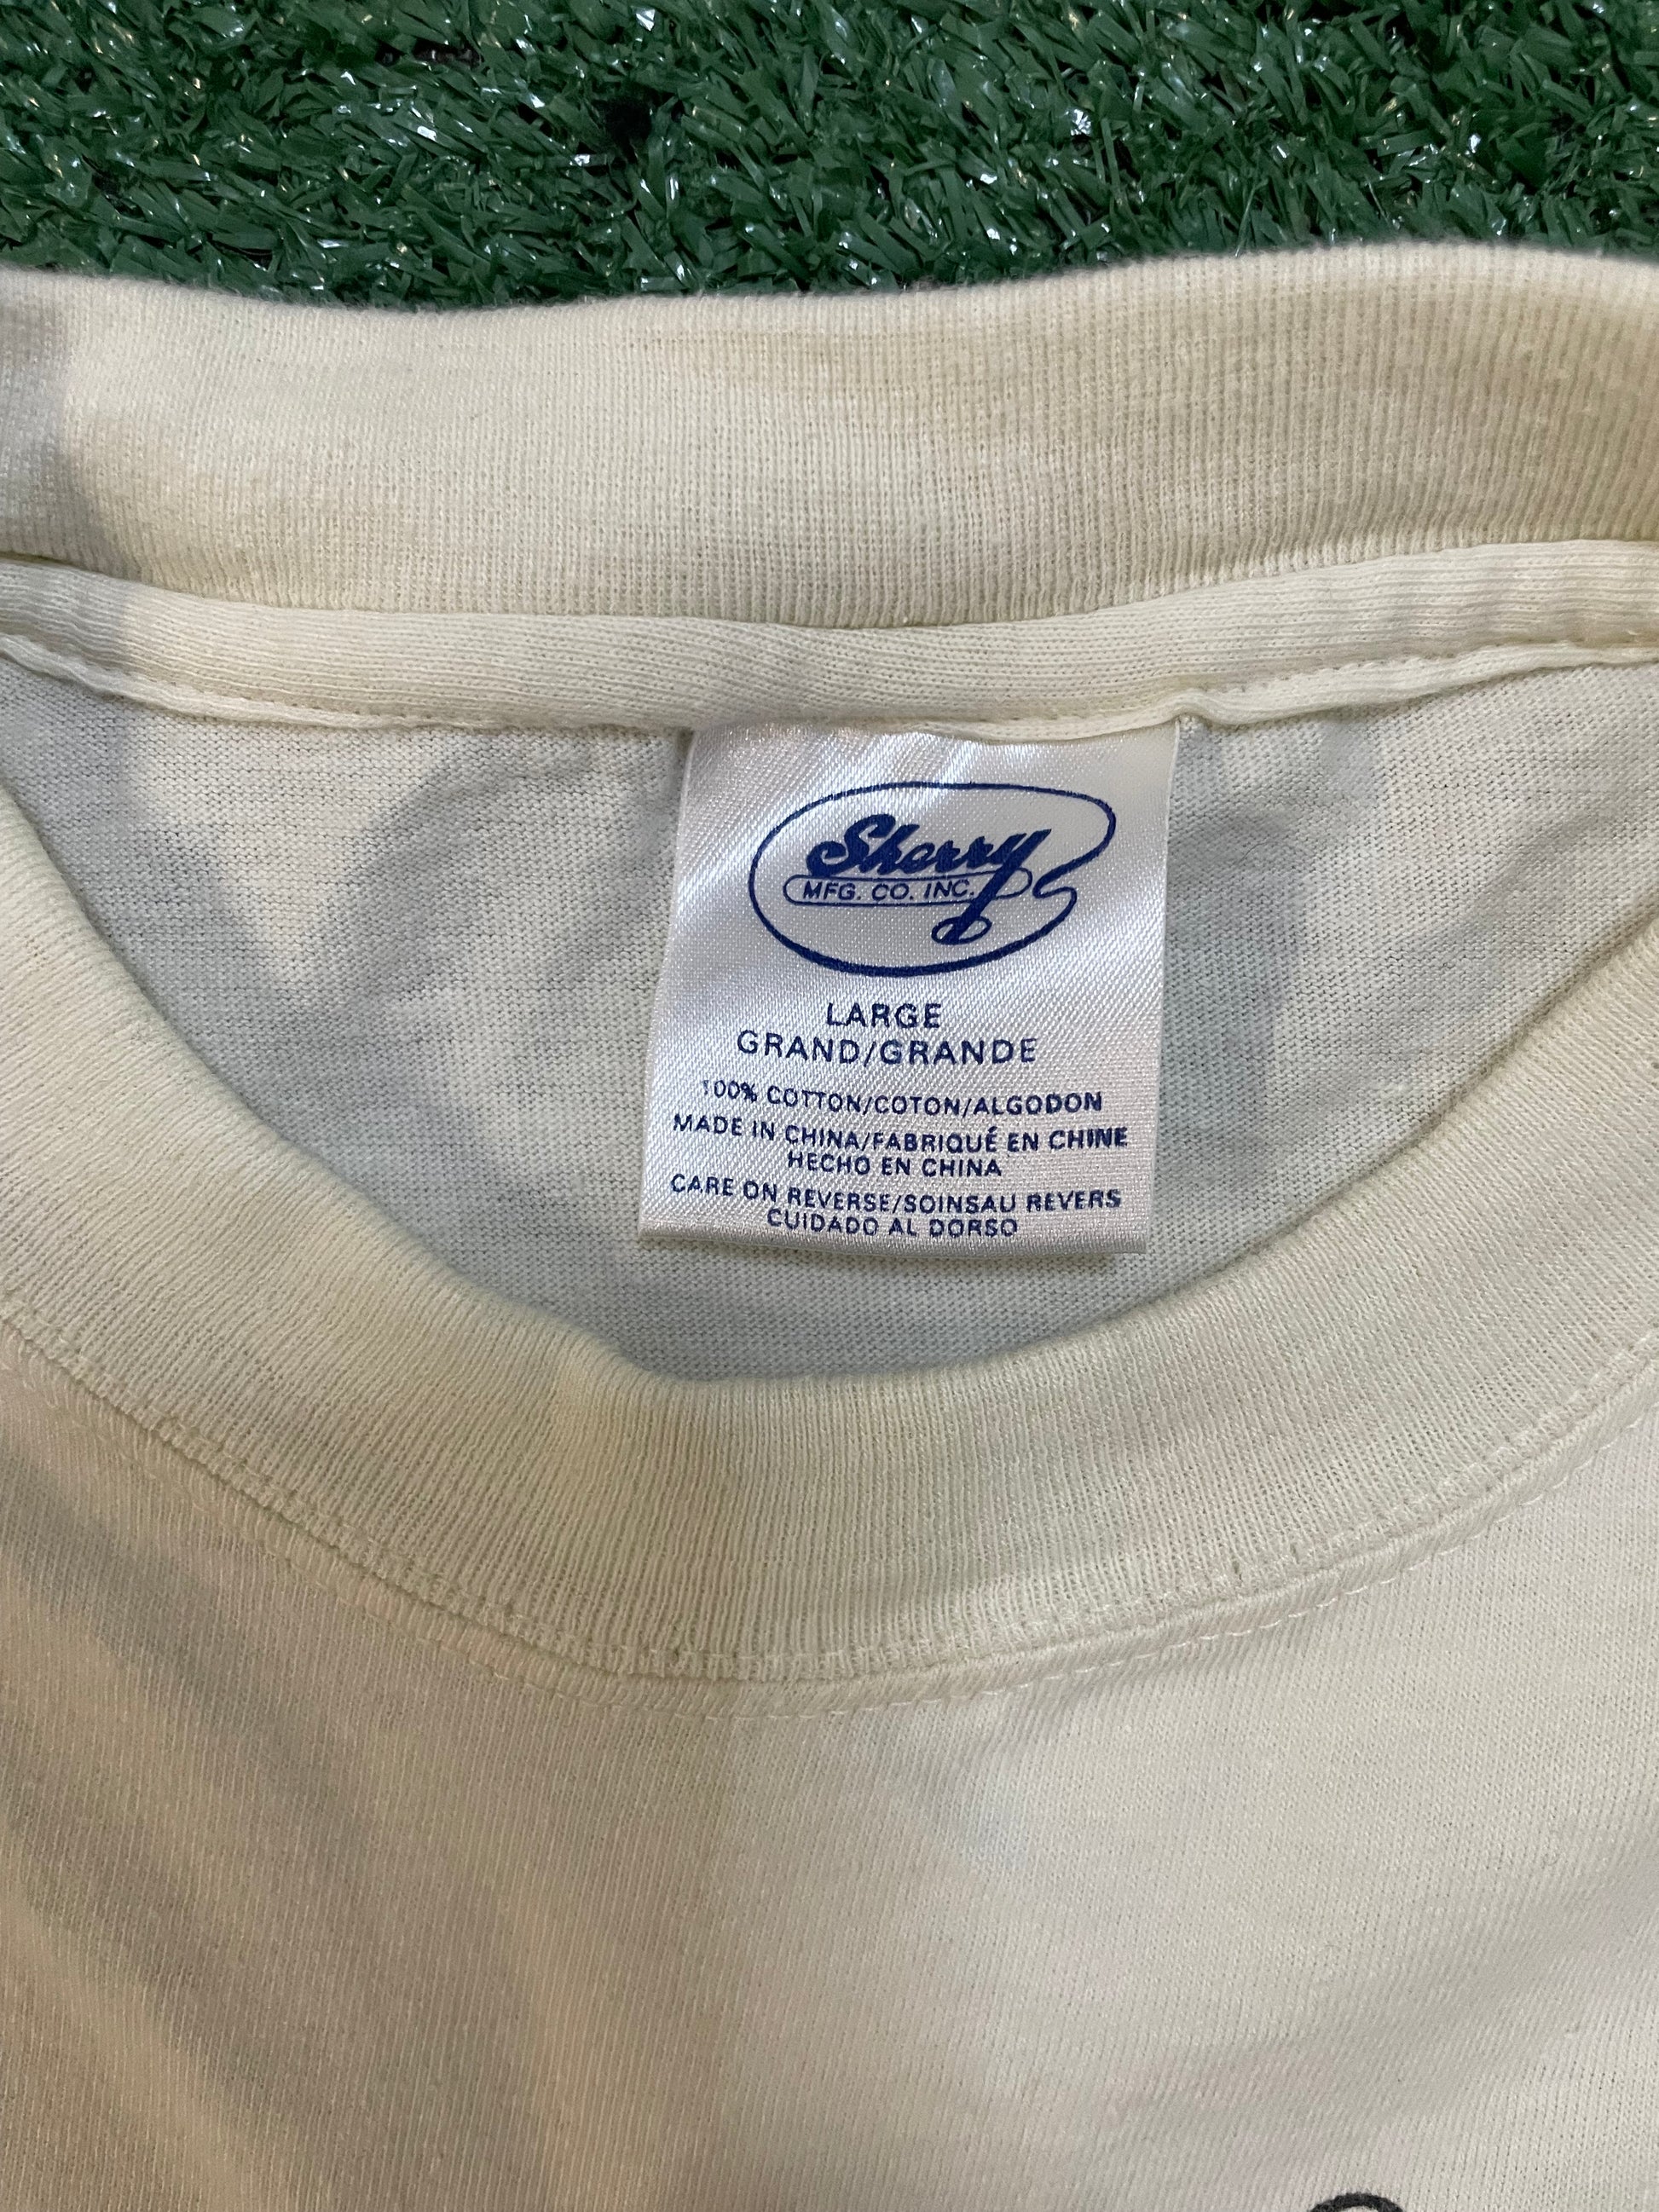 Sherry
MFG. CO. INC.
LARGE
GRAND/GRANDE
100% COTTON/COTON/ALGODON
MADE IN CHINA/FABRIQUÉ EN CHINE
HECHO EN CHINA
CARE ON REVERSE/SOINSAU REVERS
CUIDADO AL DORSO